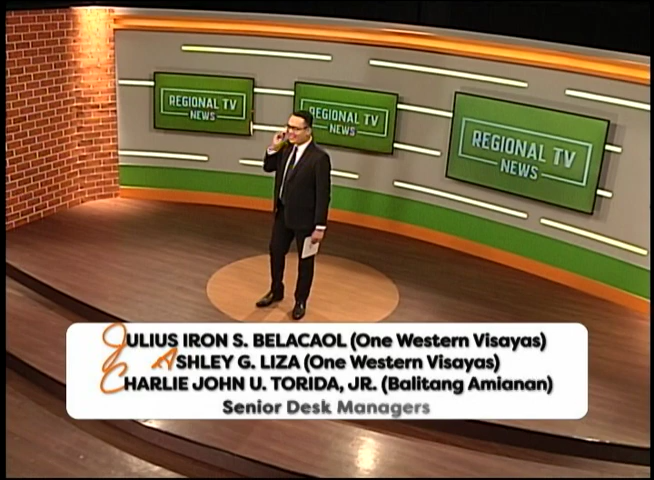 REGIONAL TV
NEWS
REGIONAL TV
NEWS
REGIONAL TV
NEWS
JULIUS IRON S. BELACAOL (One Western Visayas)
ASHLEY G. LIZA (One Western Visayas)
CHARLIE JOHN U. TORIDA, JR. (Balitang Amianan)
Senior Desk Managers